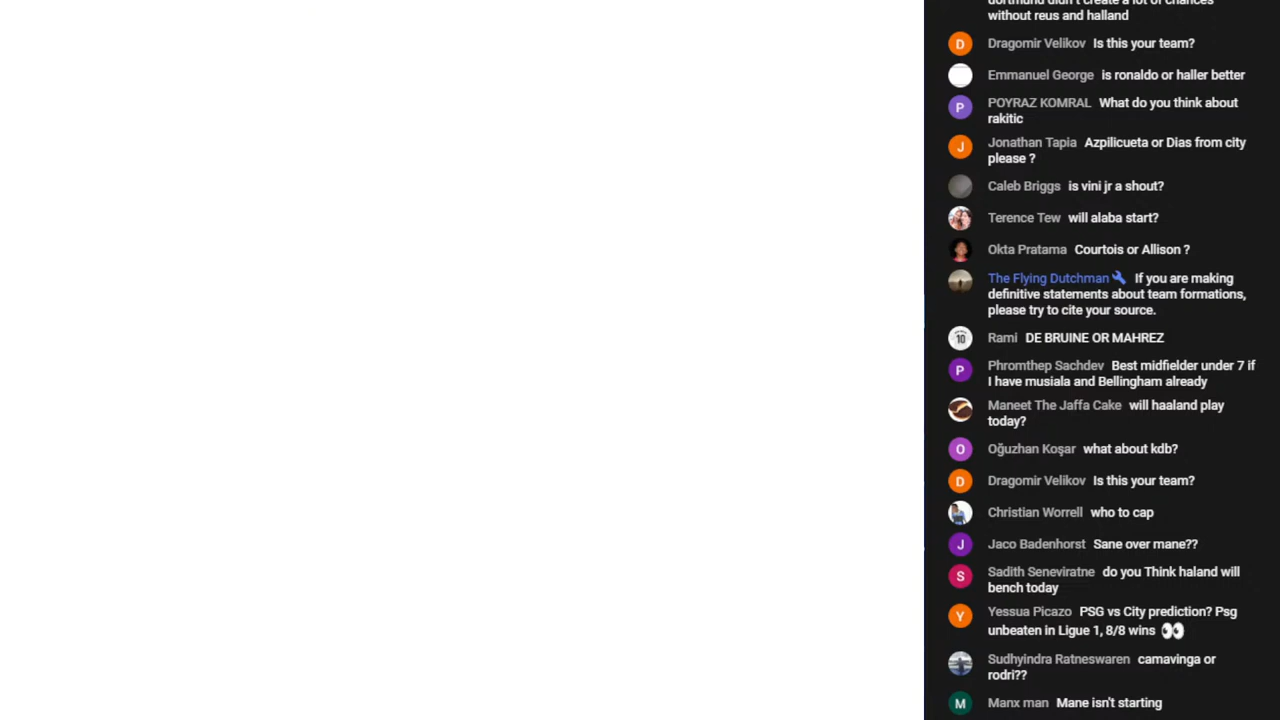 dortmund didn't create a lot of chances
without reus and halland
D Dragomir Velikov Is this your team?
Emmanuel George is ronaldo or haller better
P POYRAZ KOMRAL What do you think about
rakitic
J Jonathan Tapia Azpilicueta or Dias from city
please ?
Caleb Briggs is vini jr a shout?
Terence Tew will alaba start?
Okta Pratama Courtois or Allison ?
The Flying Dutchman If you are making
definitive statements about team formations,
please try to cite your source.
10 Rami DE BRUINE OR MAHREZ
P Phromthep Sachdev Best midfielder under 7 if
I have musiala and Bellingham already
Maneet The Jaffa Cake will haaland play
today?
O Oğuzhan Koşar what about kdb?
D Dragomir Velikov Is this your team?
Christian Worrell who to cap
J Jaco Badenhorst Sane over mane??
S Sadith Seneviratne do you Think haland will
bench today
Y Yessua Picazo PSG vs City prediction? Psg
unbeaten in Ligue 1, 8/8 wins 👀
Sudhyindra Ratneswaren camavinga or
rodri??
M Manx man Mane isn't starting